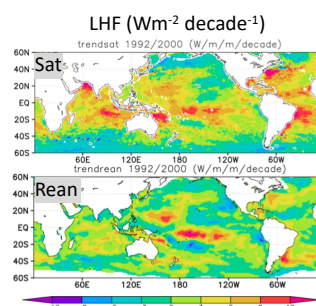 LHF (Wm-2 decade-1)
trendsat 1992/2000 (W/m/m/decade)
Sat
60N
40N
20N
EQ
20S
40S
60S
60E 120E 180 120W 60W
trendrean 1992/2000 (W/m/m/decade)
Rean
60N
40N
20N
EQ
20S
40S
60S
60E 120E 180 120W 60W